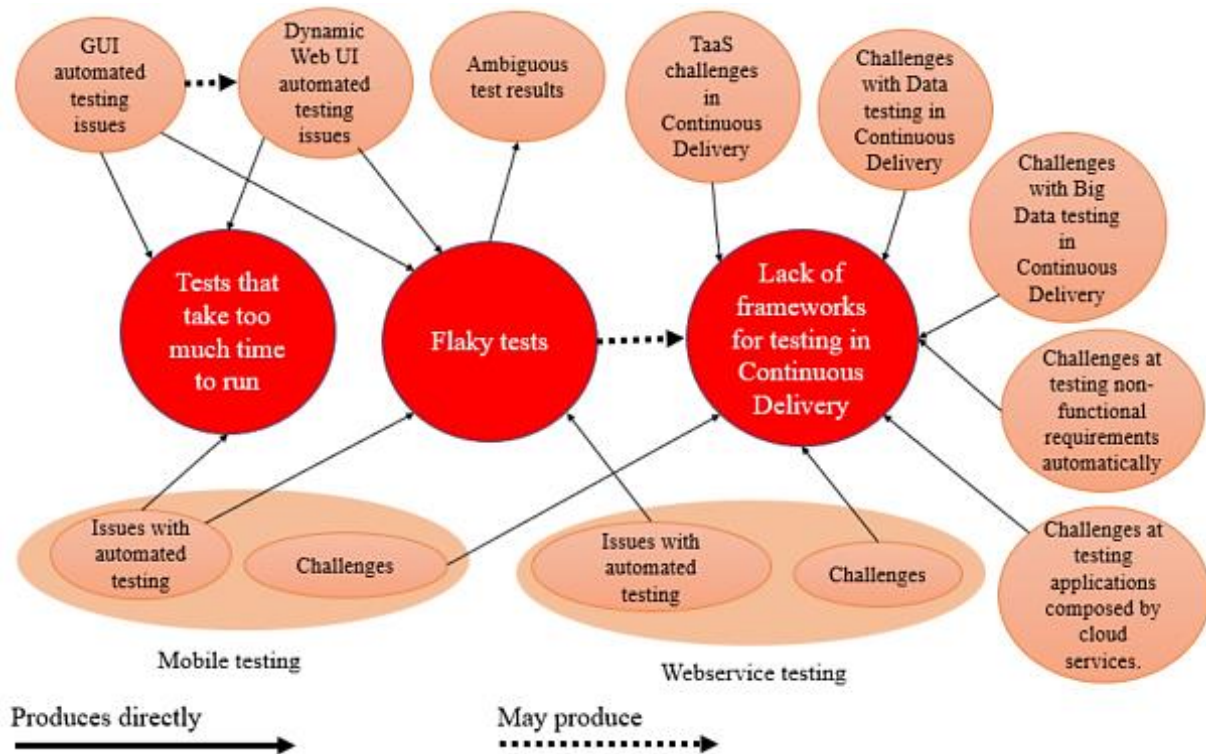 GUI
automated
testing
issues
Dynamic
Web UI
automated
testing
issues
Ambiguous
test results
TaaS
challenges
in
Continuous
Delivery
Challenges
with Data
testing in
Continuous
Delivery
Challenges
with Big
Data testing
in
Continuous
Delivery
Tests that
take too
much time
to run
Flaky tests
Lack of
frameworks
for testing in
Continuous
Delivery
Challenges at
testing non-
functional
requirements
automatically
Issues with
automated
testing
Challenges
Issues with
automated
testing
Challenges
Challenges at
testing
applications
composed by
cloud
services.
Mobile testing
Webservice testing
Produces directly
May produce